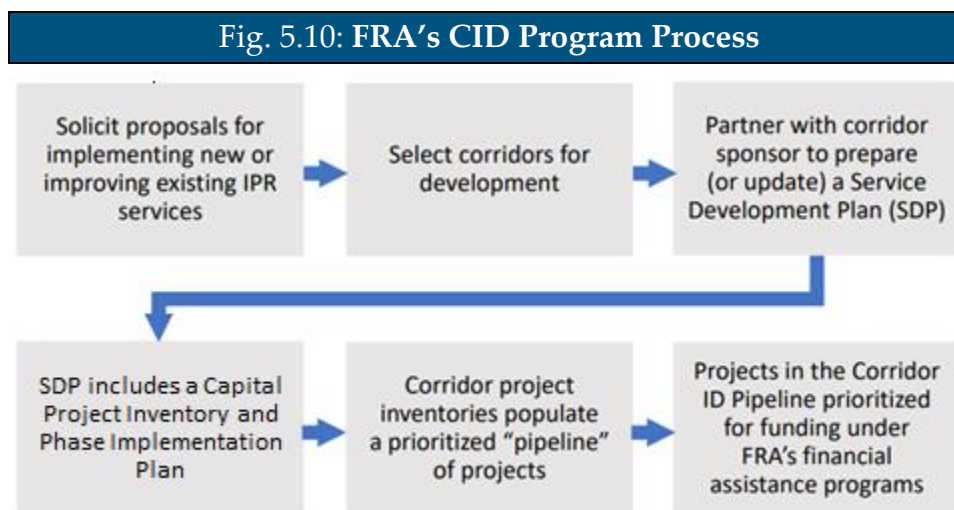 Fig. 5.10: FRA's CID Program Process
Solicit proposals for
implementing new or
improving existing IPR
services
Select corridors for
development
Partner with corridor
sponsor to prepare
(or update) a Service
Development Plan (SDP)
SDP includes a Capital
Project Inventory and
Phase Implementation
Plan
Corridor project
inventories populate
a prioritized “pipeline”
of projects
Projects in the Corridor
ID Pipeline prioritized
for funding under
FRA's financial
assistance programs